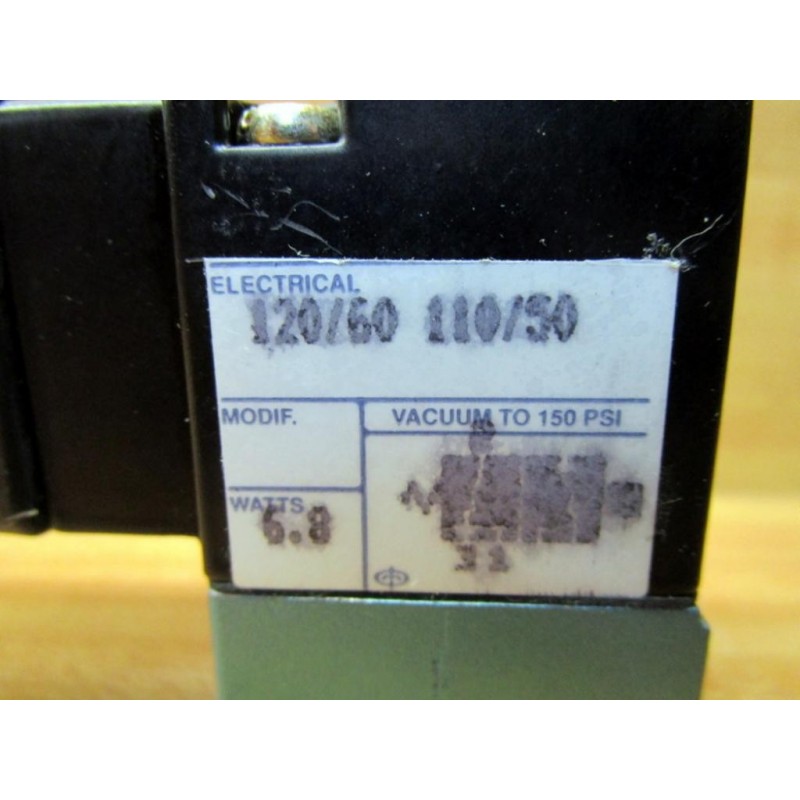 ELECTRICAL
120/60 110/50
MODIF.
VACUUM TO 150 PSI
WATTS
6.8